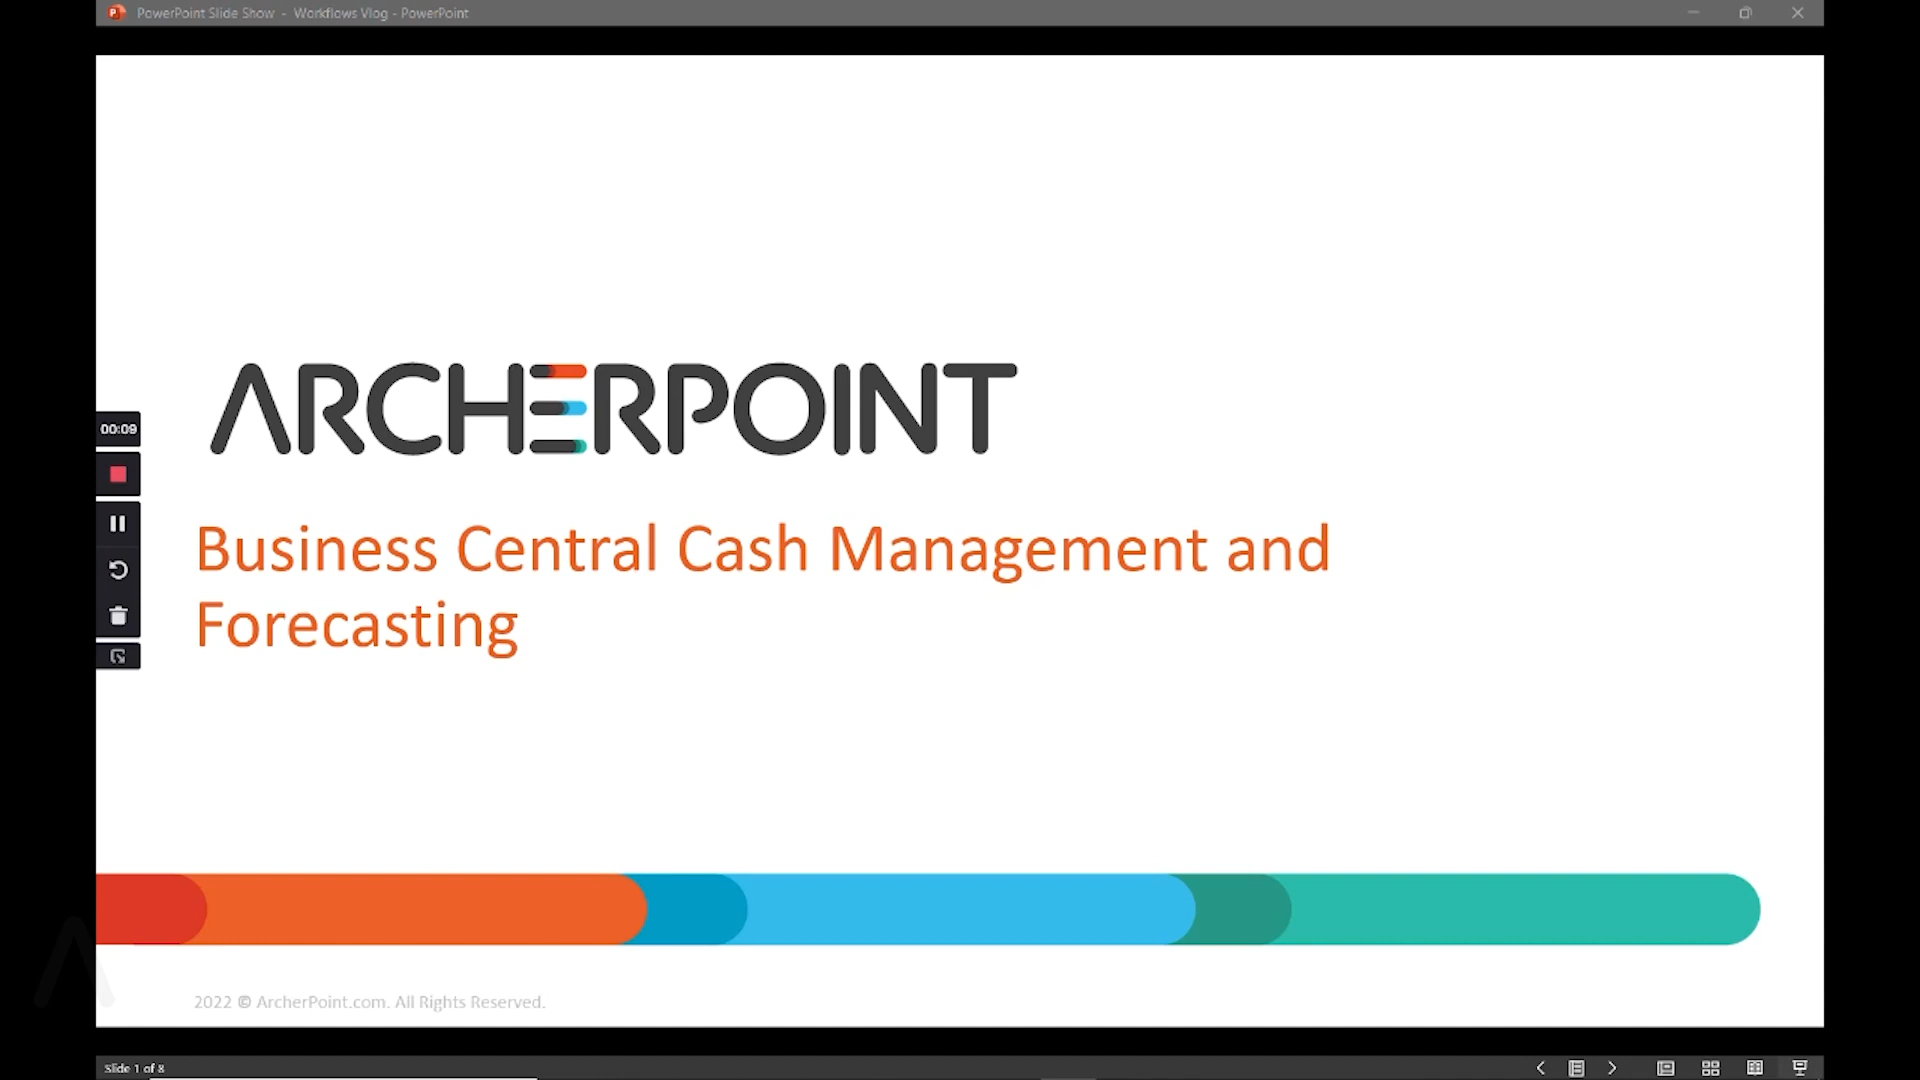 PowerPoint Slide Show - Workflows Vlog - PowerPoint
ARCHERPOINT
00:09
Business Central Cash Management and
Forecasting
2022 © ArcherPoint.com. All Rights Reserved.
Slide 1 of 8